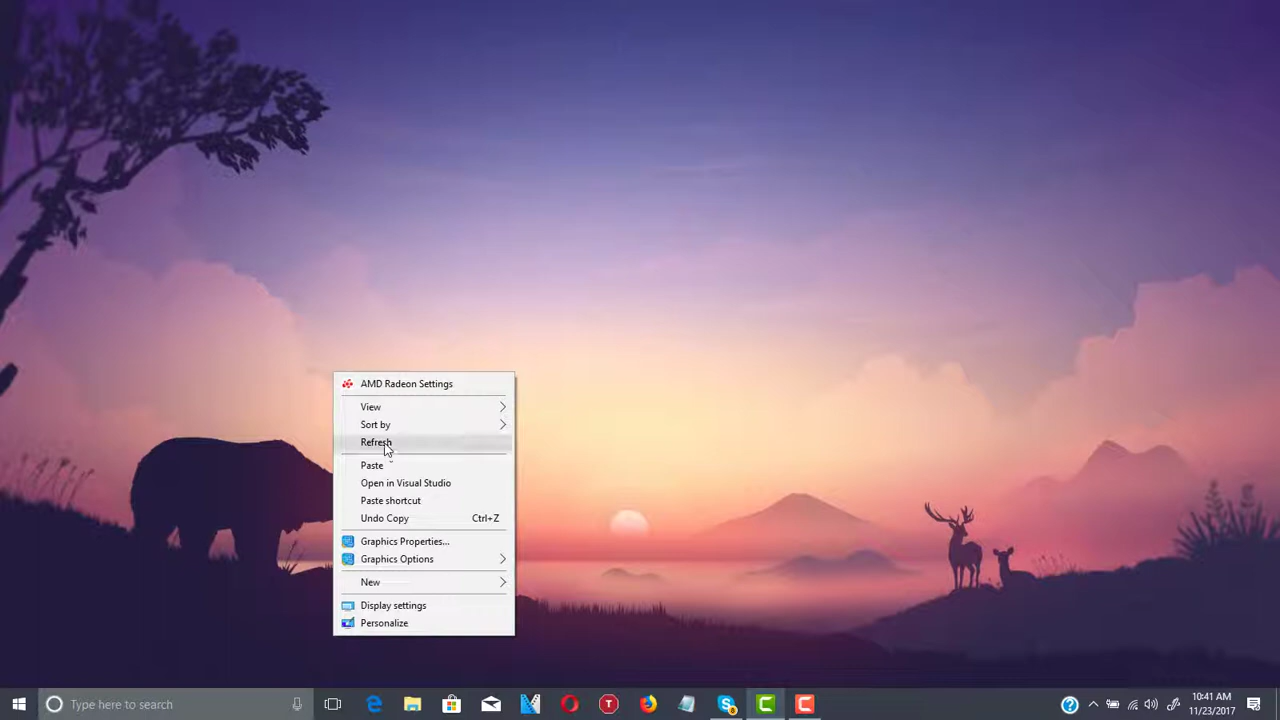 AMD Radeon Settings
View
Sort by
Refresh
Paste
Open in Visual Studio
Paste shortcut
Undo Copy Ctrl+Z
Graphics Properties...
Graphics Options
New
Display settings
Personalize
Type here to search
T
8
C
C
10:41 AM
11/23/2017